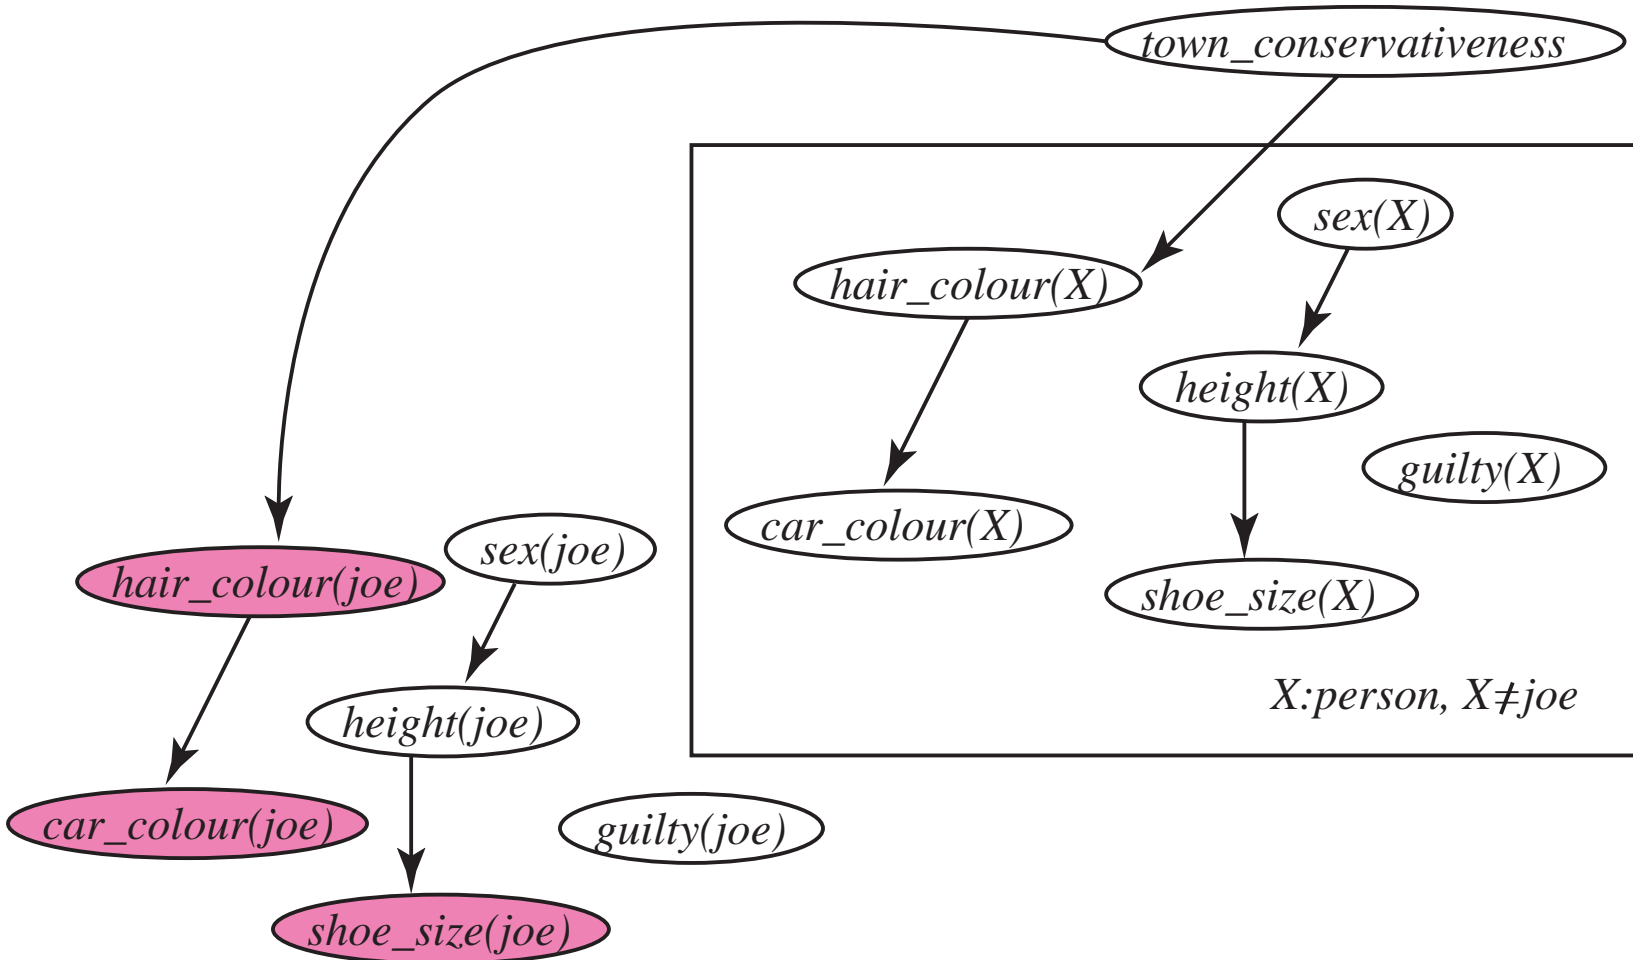 town_conservativeness
sex(X)
hair_colour(X)
height(X)
guilty(X)
car_colour(X)
sex(joe)
hair_colour(joe)
shoe_size(X)
X:person, X≠joe
height(joe)
car_colour(joe)
guilty(joe)
shoe_size(joe)